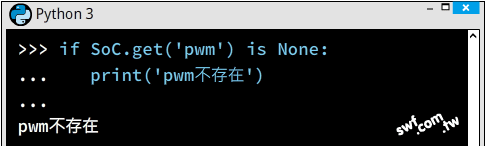 Python 3
>>> if SoC.get('pwm') is None:
...    print('pwm不存在')
...
pwm不存在
swf.com.tw